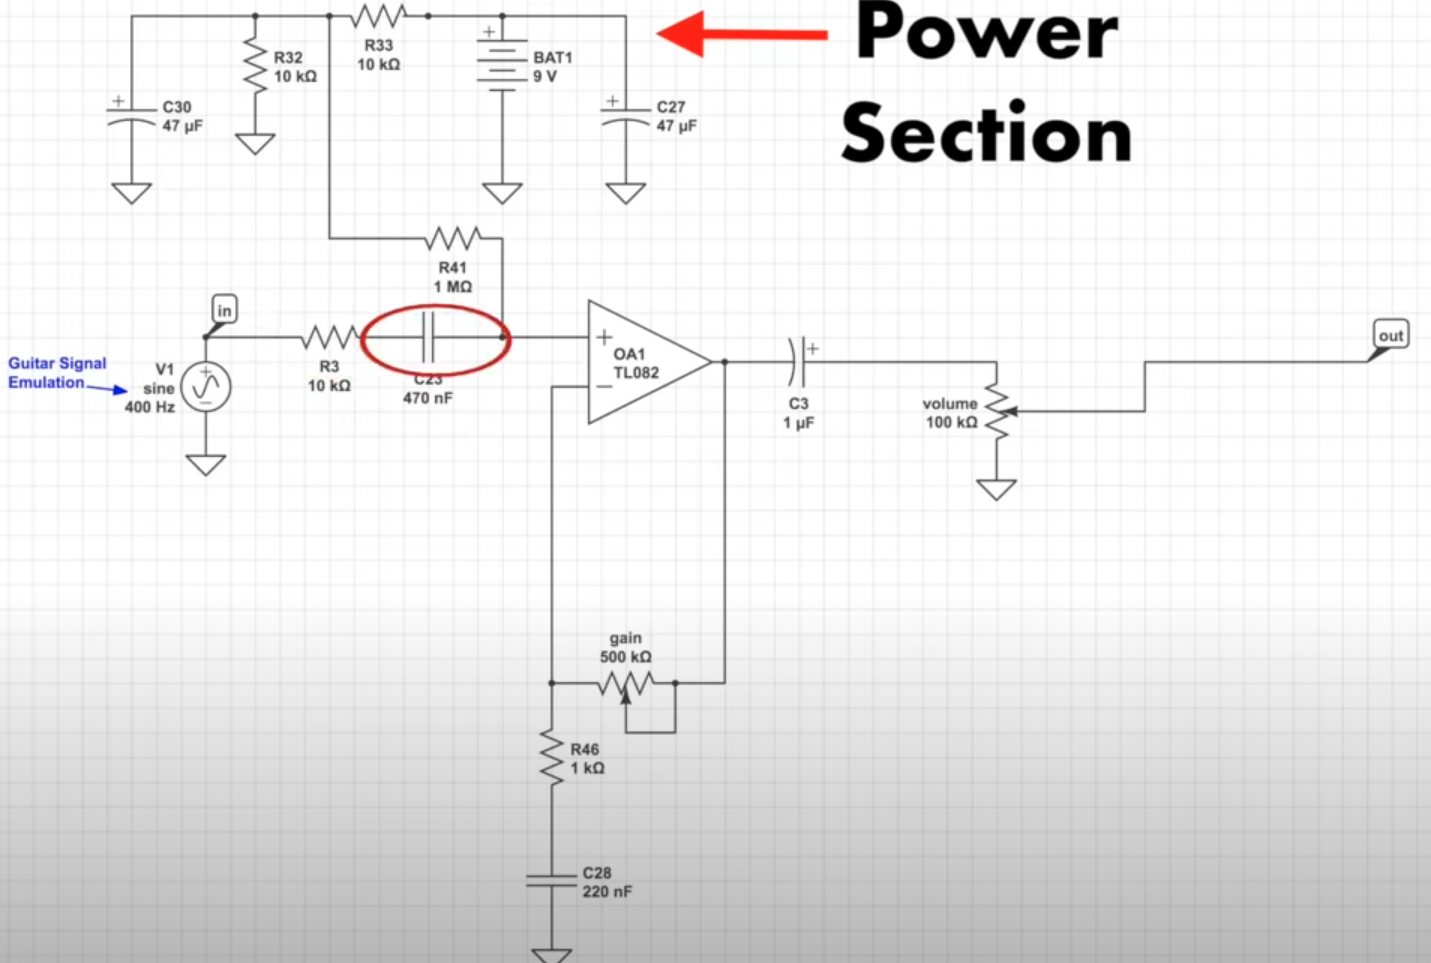 Power
Section
R33
10 kΩ
R32
10 kΩ
+
BAT1
9 V
+
C30
47 µF
+
C27
47 µF
R41
1 MΩ
in
Guitar Signal
Emulation
V1
sine
400 Hz
+
−
R3
10 kΩ
C23
470 nF
+
−
OA1
TL082
+
C3
1 µF
volume
100 kΩ
out
gain
500 kΩ
R46
1 kΩ
C28
220 nF